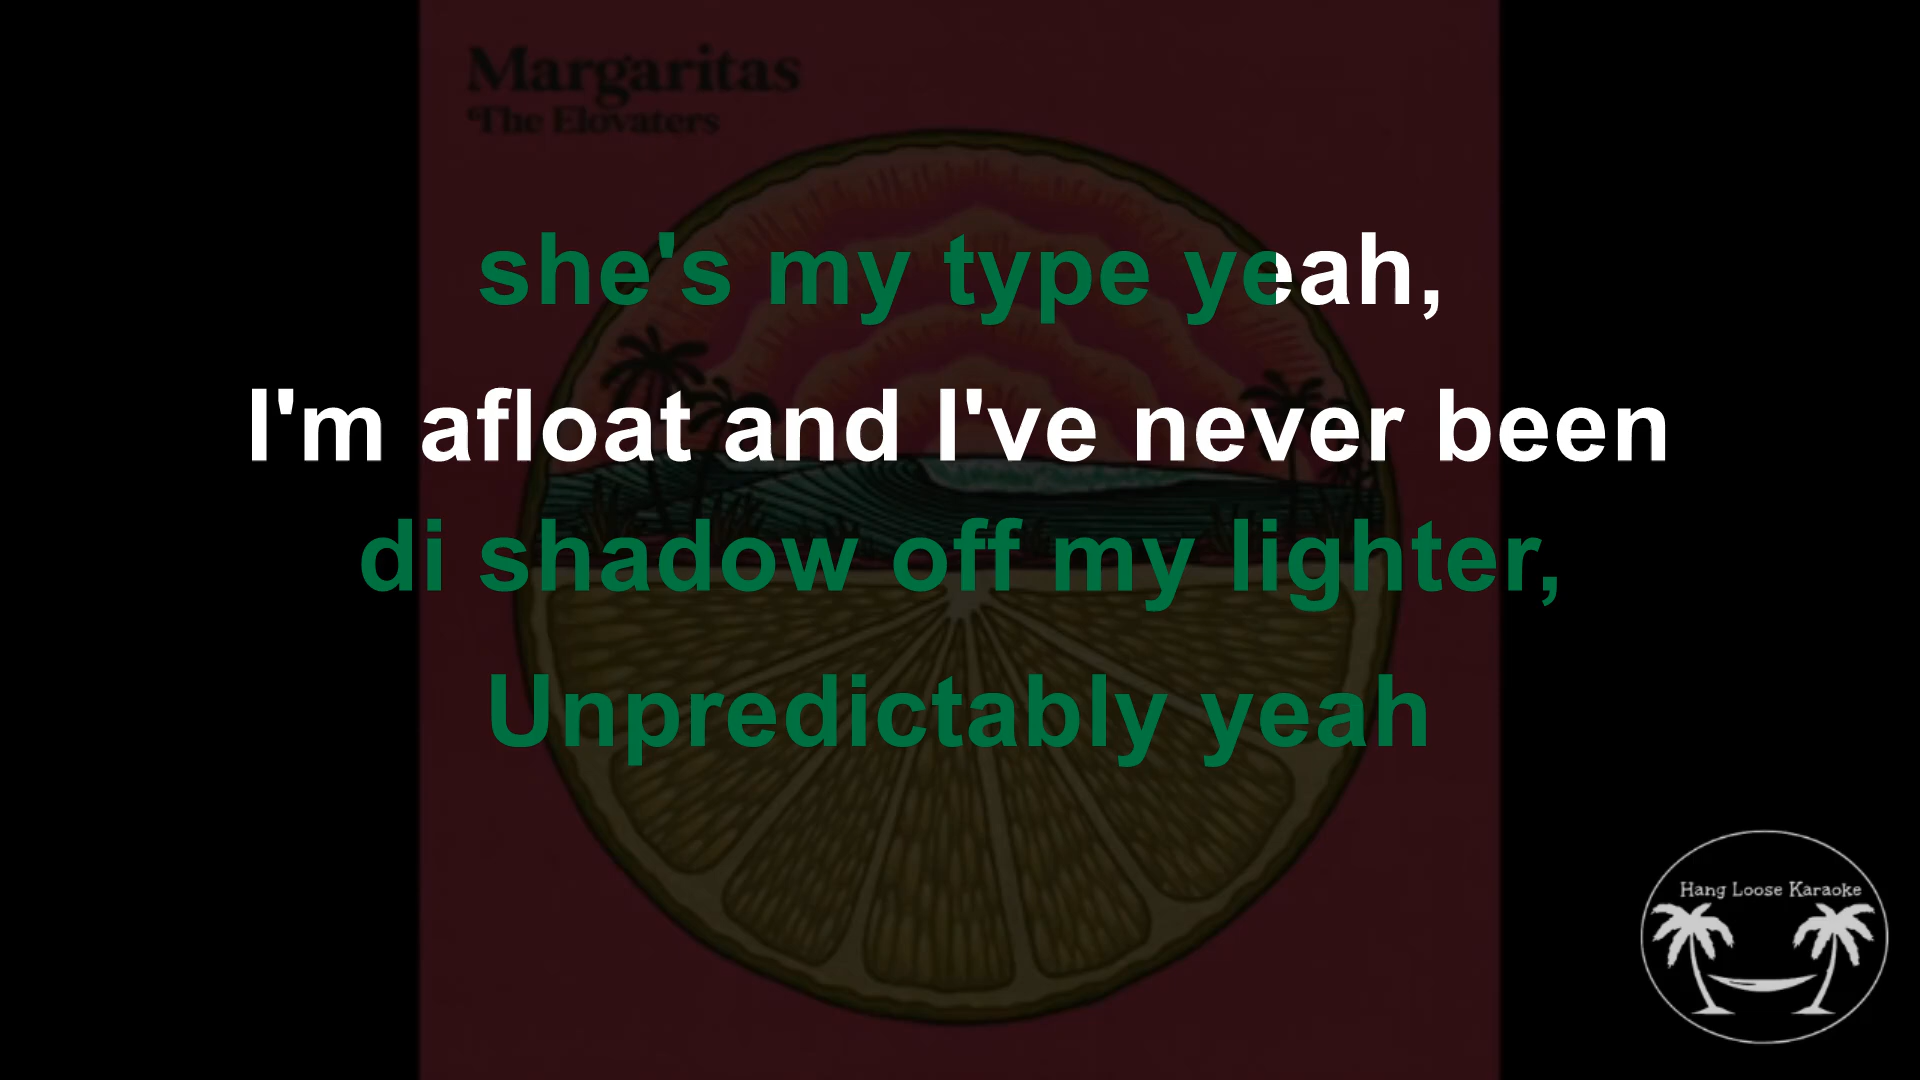 Margaritas
The Elovaters
she's my type yeah,
I'm afloat and I've never been
di shadow off my lighter,
Unpredictably yeah
Hang Loose Karaoke